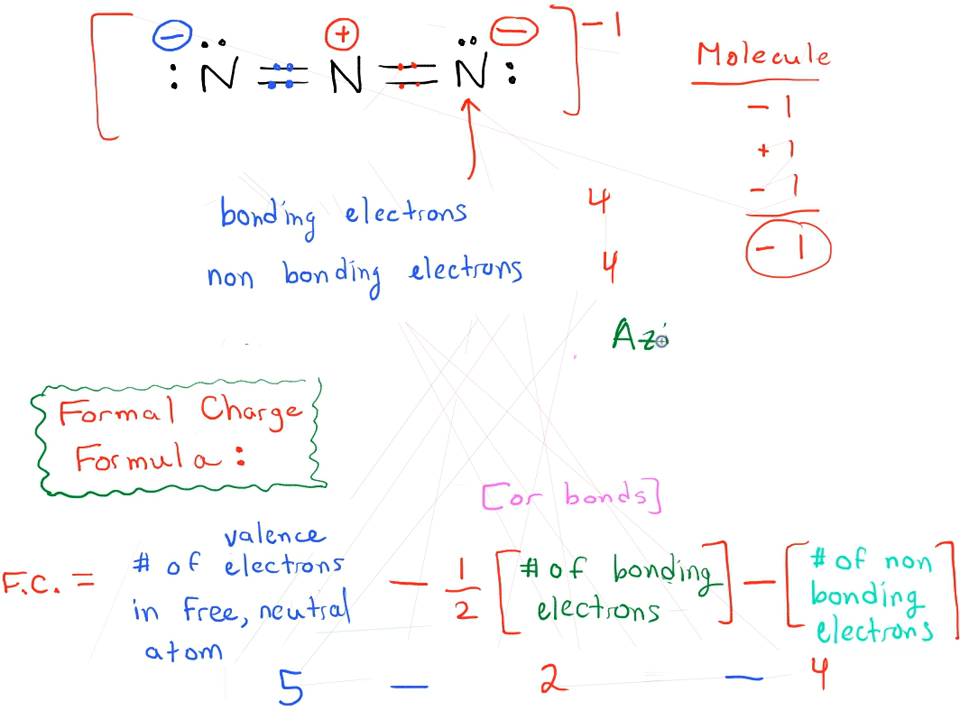 − + − −1
:N̈ = N = N̈:
Molecule
− 1
+ 1
− 1
− 1
bonding electrons 4
non bonding electrons 4
Azi
Formal Charge
Formula :
[or bonds]
F.C. = # of valence electrons in free, neutral atom − 1/2 [# of bonding electrons] − [# of non bonding electrons]
5 − 2 − 4